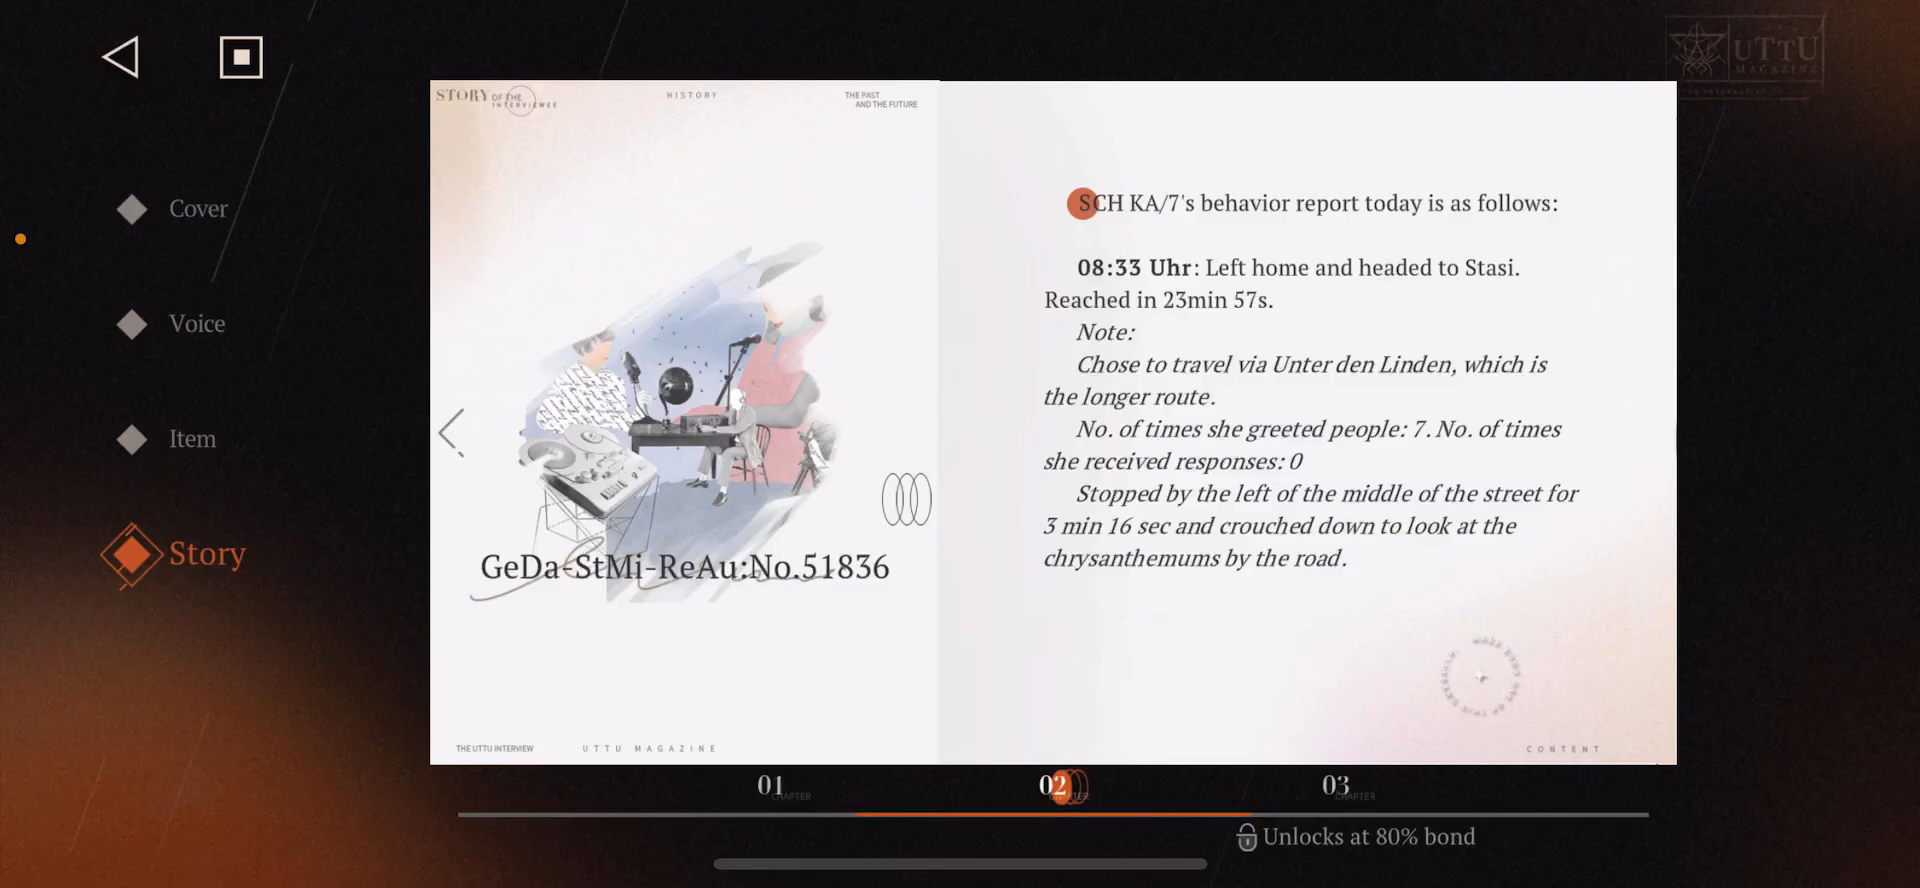 UTTU
MAGAZINE
Cover
Voice
Item
Story
STORY OF THE
INTERVIEWEE
HISTORY
THE PAST
AND THE FUTURE
GeDa-StMi-ReAu:No.51836
THE UTTU INTERVIEW
UTTU MAGAZINE
SCH KA/7's behavior report today is as follows:
08:33 Uhr: Left home and headed to Stasi.
Reached in 23min 57s.
Note:
Chose to travel via Unter den Linden, which is
the longer route.
No. of times she greeted people: 7. No. of times
she received responses: 0
Stopped by the left of the middle of the street for
3 min 16 sec and crouched down to look at the
chrysanthemums by the road.
CONTENT
01
CHAPTER
02
03
CHAPTER
Unlocks at 80% bond